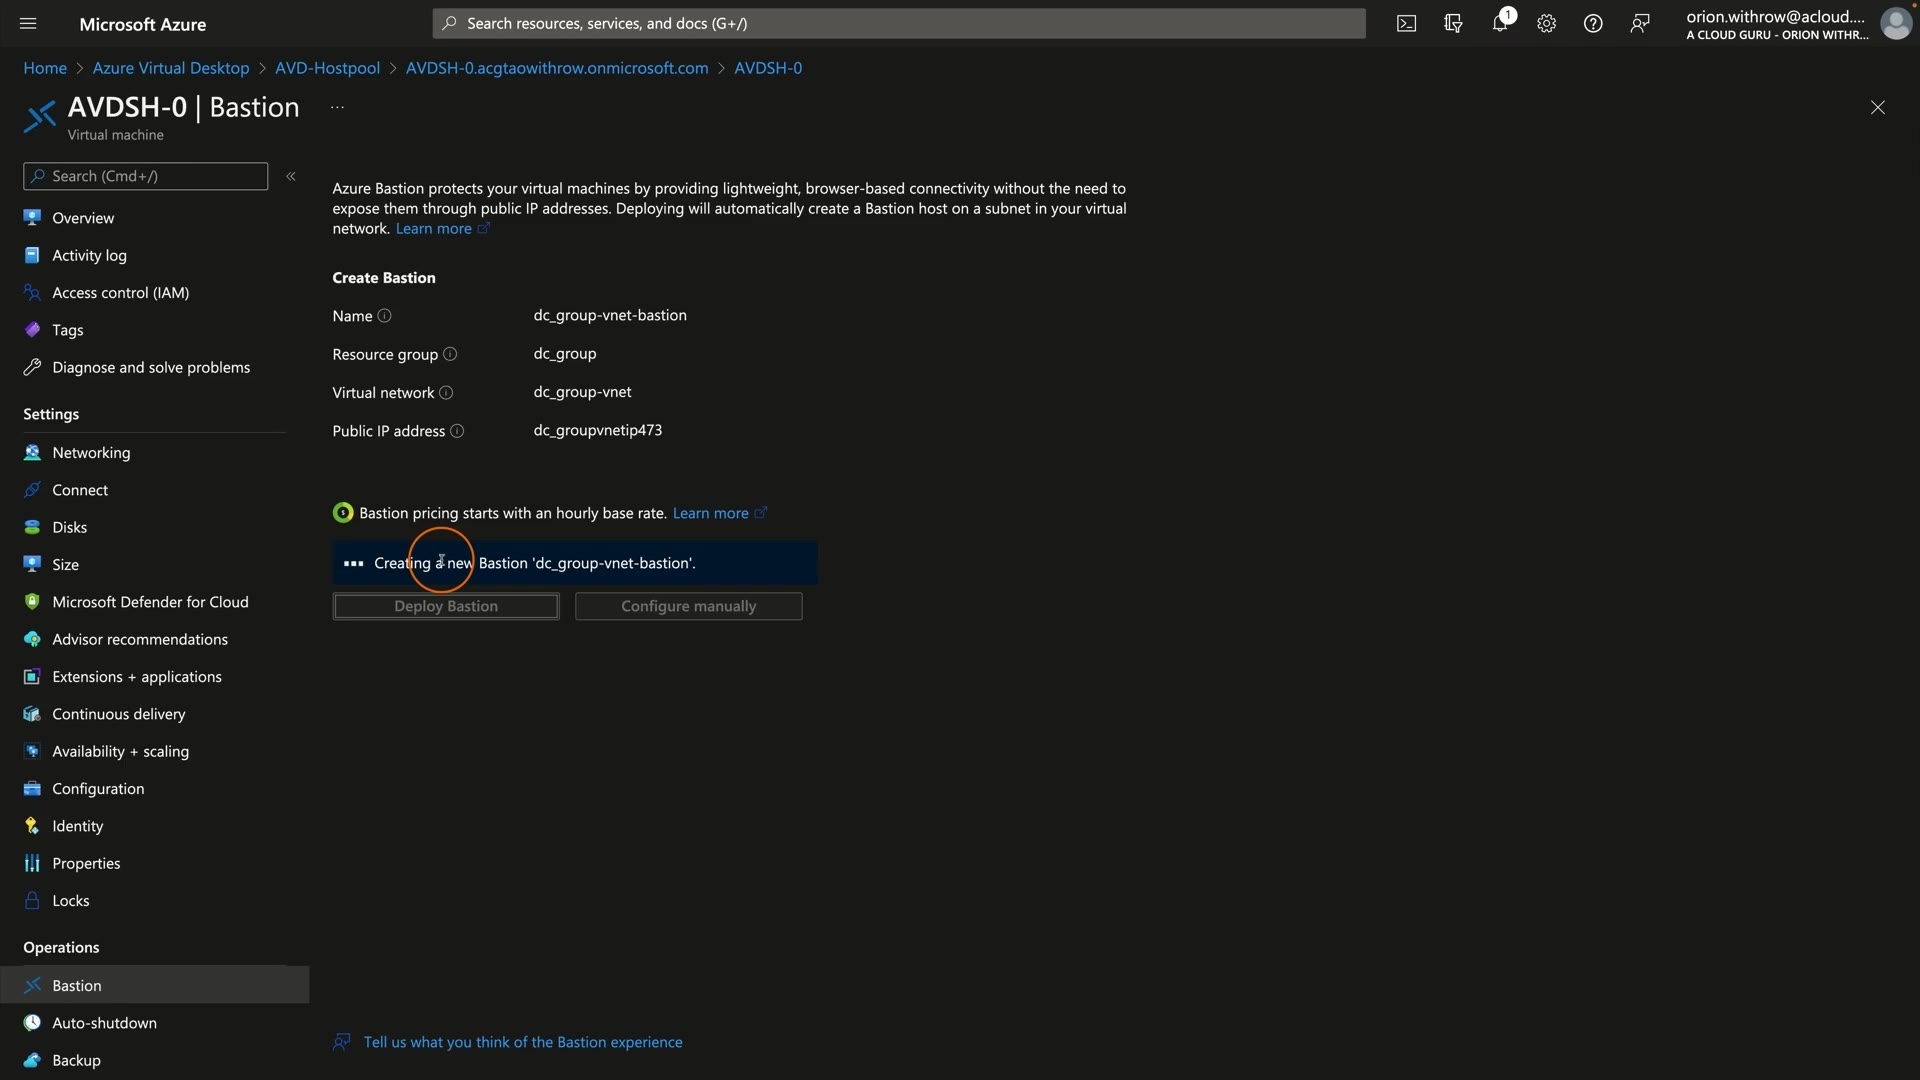 Microsoft Azure
Search resources, services, and docs (G+/)
1
orion.withrow@acloud....
A CLOUD GURU - ORION WITHR...
Home > Azure Virtual Desktop > AVD-Hostpool > AVDSH-0.acgtaowithrow.onmicrosoft.com > AVDSH-0
AVDSH-0 | Bastion ...
Virtual machine
Search (Cmd+/)
«
Overview
Activity log
Access control (IAM)
Tags
Diagnose and solve problems
Settings
Networking
Connect
Disks
Size
Microsoft Defender for Cloud
Advisor recommendations
Extensions + applications
Continuous delivery
Availability + scaling
Configuration
Identity
Properties
Locks
Operations
Bastion
Auto-shutdown
Backup
Azure Bastion protects your virtual machines by providing lightweight, browser-based connectivity without the need to
expose them through public IP addresses. Deploying will automatically create a Bastion host on a subnet in your virtual
network. Learn more
Create Bastion
Name dc_group-vnet-bastion
Resource group dc_group
Virtual network dc_group-vnet
Public IP address dc_groupvnetip473
Bastion pricing starts with an hourly base rate. Learn more
Creating a new Bastion 'dc_group-vnet-bastion'.
Deploy Bastion Configure manually
Tell us what you think of the Bastion experience